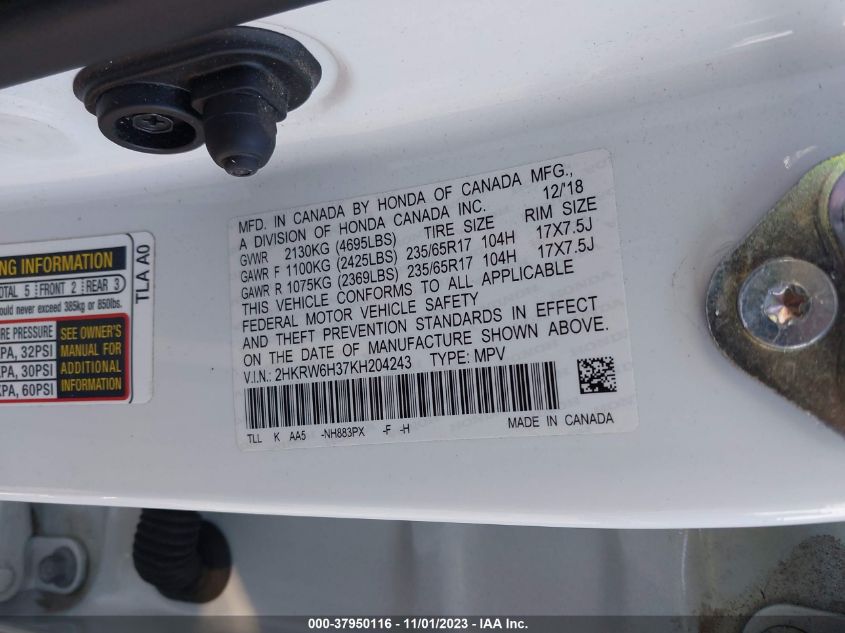 MFD. IN CANADA BY HONDA OF CANADA MFG.,
A DIVISION OF HONDA CANADA INC. 12/'18
GVWR 2130KG (4695LBS) TIRE SIZE RIM SIZE
GAWR F 1100KG (2425LBS) 235/65R17 104H 17X7.5J
GAWR R 1075KG (2369LBS) 235/65R17 104H 17X7.5J
THIS VEHICLE CONFORMS TO ALL APPLICABLE
FEDERAL MOTOR VEHICLE SAFETY
AND THEFT PREVENTION STANDARDS IN EFFECT
ON THE DATE OF MANUFACTURE SHOWN ABOVE.
V.I.N.: 2HKRW6H37KH204243 TYPE: MPV
TLL K AA5 -NH883PX -F -H MADE IN CANADA
NG INFORMATION
OTAL 5 FRONT 2 REAR 3
ould never exceed 385kg or 850lbs.
TLA A0
RE PRESSURE
KPA, 32PSI
KPA, 30PSI
KPA, 60PSI
SEE OWNER'S
MANUAL FOR
ADDITIONAL
INFORMATION
000-37950116 - 11/01/2023 - IAA Inc.